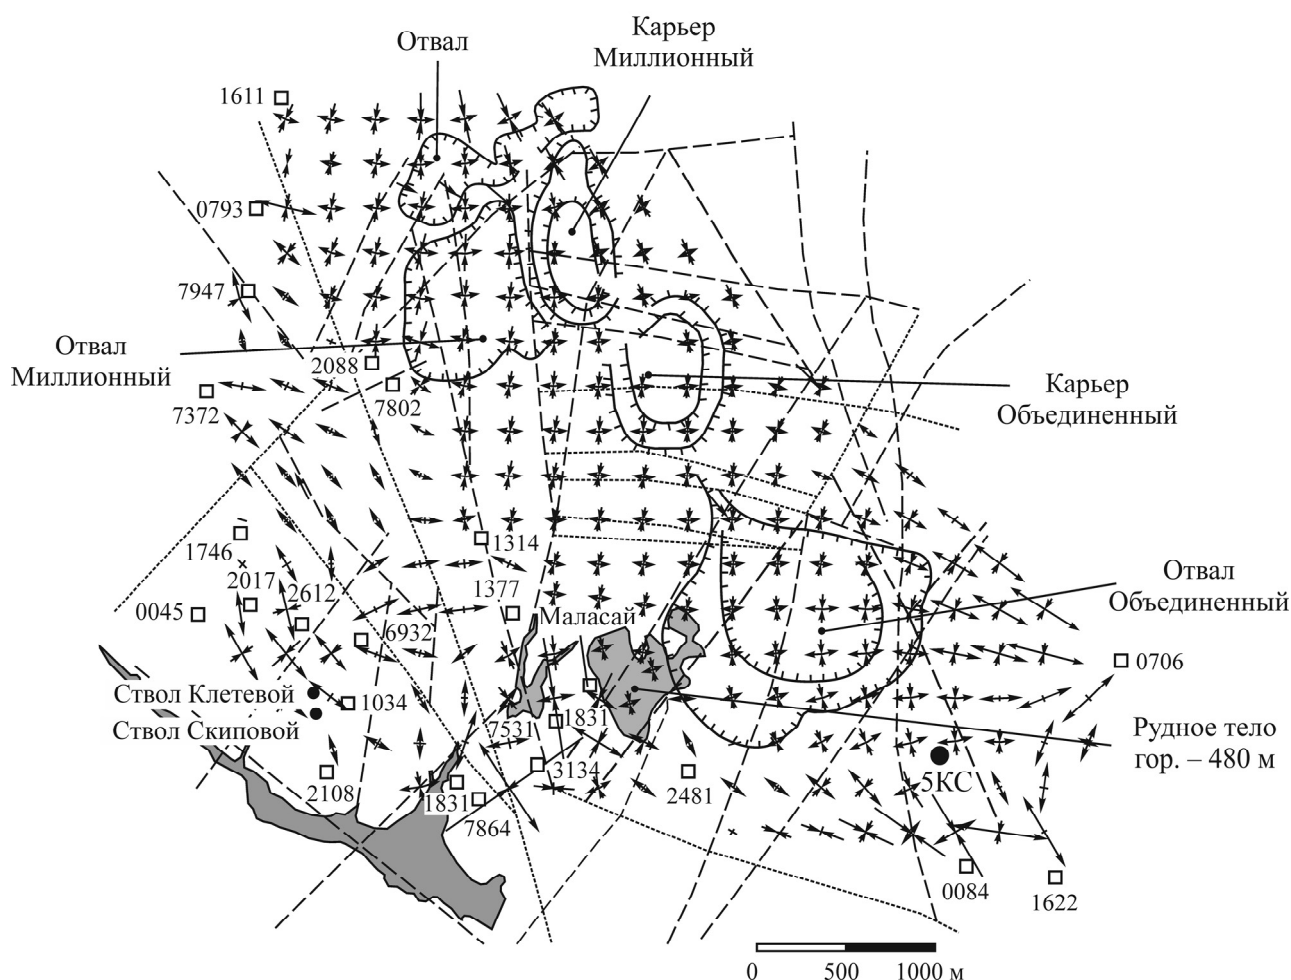 Карьер
Миллионный
Отвал
1611
0793
7947
Отвал
Миллионный
2088
7802
7372
Карьер
Объединенный
1314
1746
2017
2612
1377
Отвал
Объединенный
0045
Маласай
6932
0706
Ствол Клетевой
1034
Ствол Скиповой
7531
1831
Рудное тело
гор. – 480 м
3134
5КС
2108
1831
7864
2481
0084
1622
0
500
1000 м